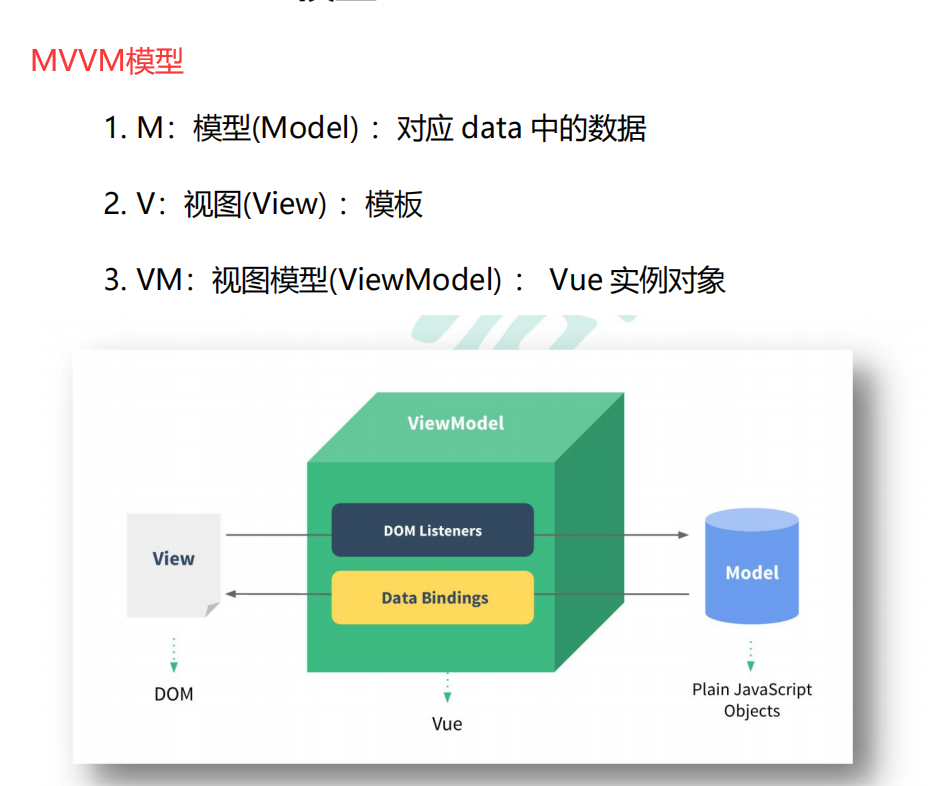 MVVM模型
1. M：模型(Model) ：对应 data 中的数据
2. V：视图(View) ：模板
3. VM：视图模型(ViewModel) ： Vue 实例对象
ViewModel
DOM Listeners
View
Model
Data Bindings
DOM
Plain JavaScript
Objects
Vue